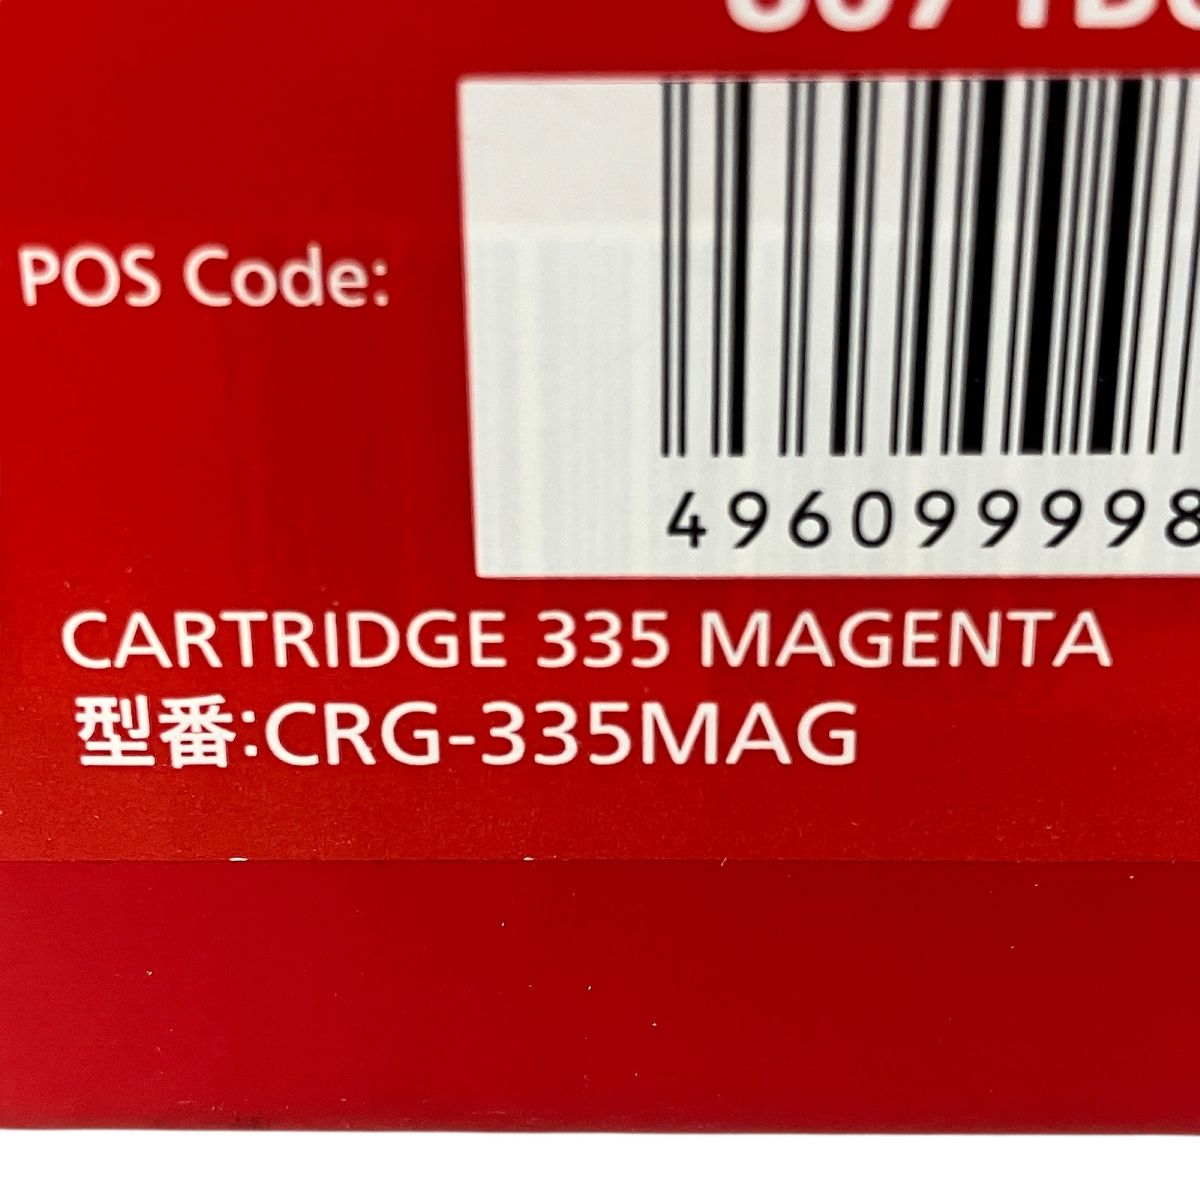 POS Code:
496099998
CARTRIDGE 335 MAGENTA
型番:CRG-335MAG